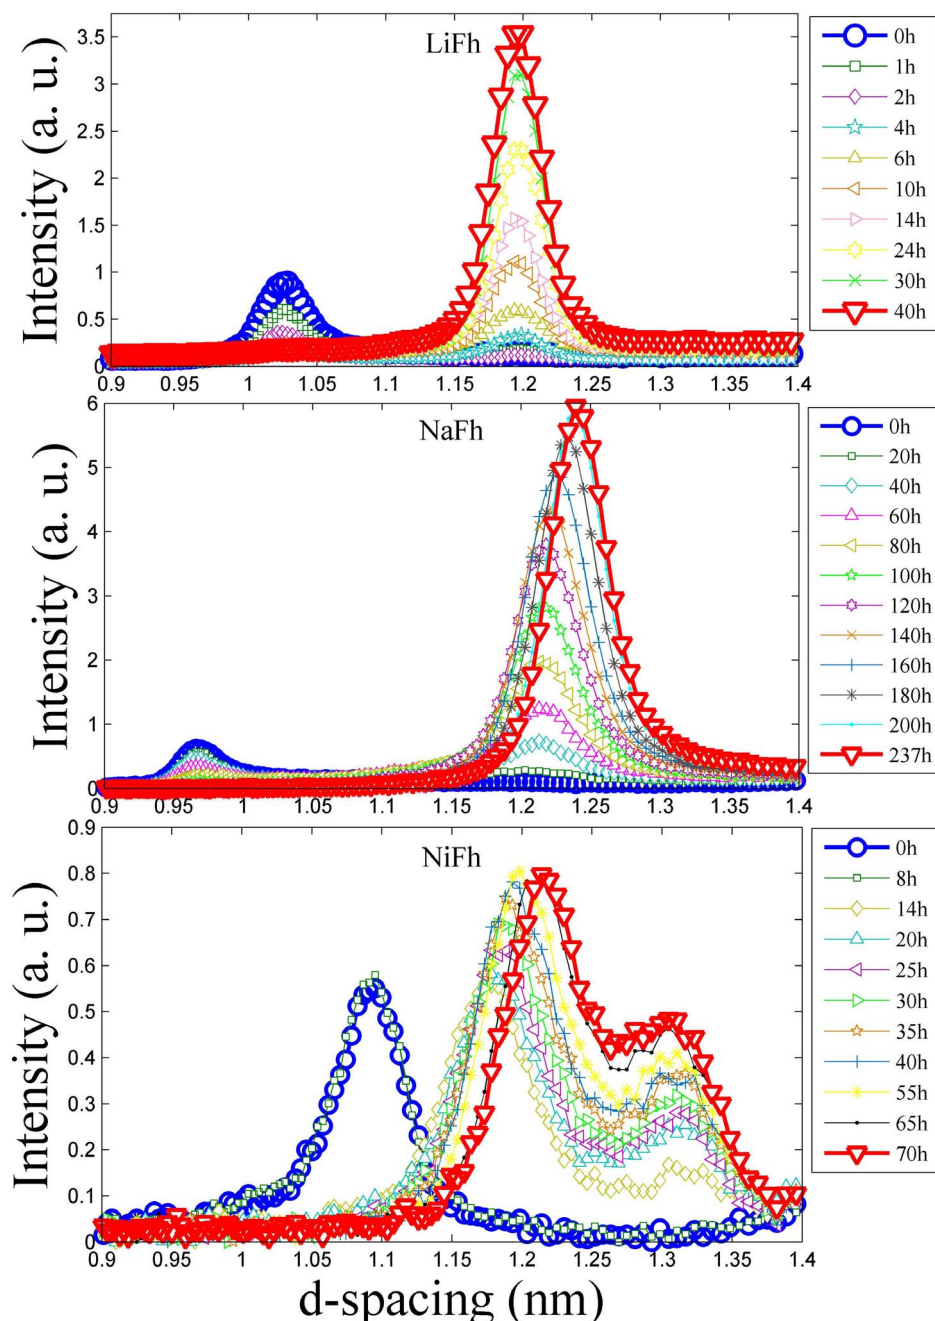 LiFh
Intensity (a. u.)
3.5
3
2.5
2
1.5
1
0.5
0
0.9 0.95 1 1.05 1.1 1.15 1.2 1.25 1.3 1.35 1.4
0h
1h
2h
4h
6h
10h
14h
24h
30h
40h
NaFh
Intensity (a. u.)
6
5
4
3
2
1
0
0.9 0.95 1 1.05 1.1 1.15 1.2 1.25 1.3 1.35 1.4
0h
20h
40h
60h
80h
100h
120h
140h
160h
180h
200h
237h
NiFh
Intensity (a. u.)
0.9
0.8
0.7
0.6
0.5
0.4
0.3
0.2
0.1
0
0.9 0.95 1 1.05 1.1 1.15 1.2 1.25 1.3 1.35 1.4
0h
8h
14h
20h
25h
30h
35h
40h
55h
65h
70h
d-spacing (nm)